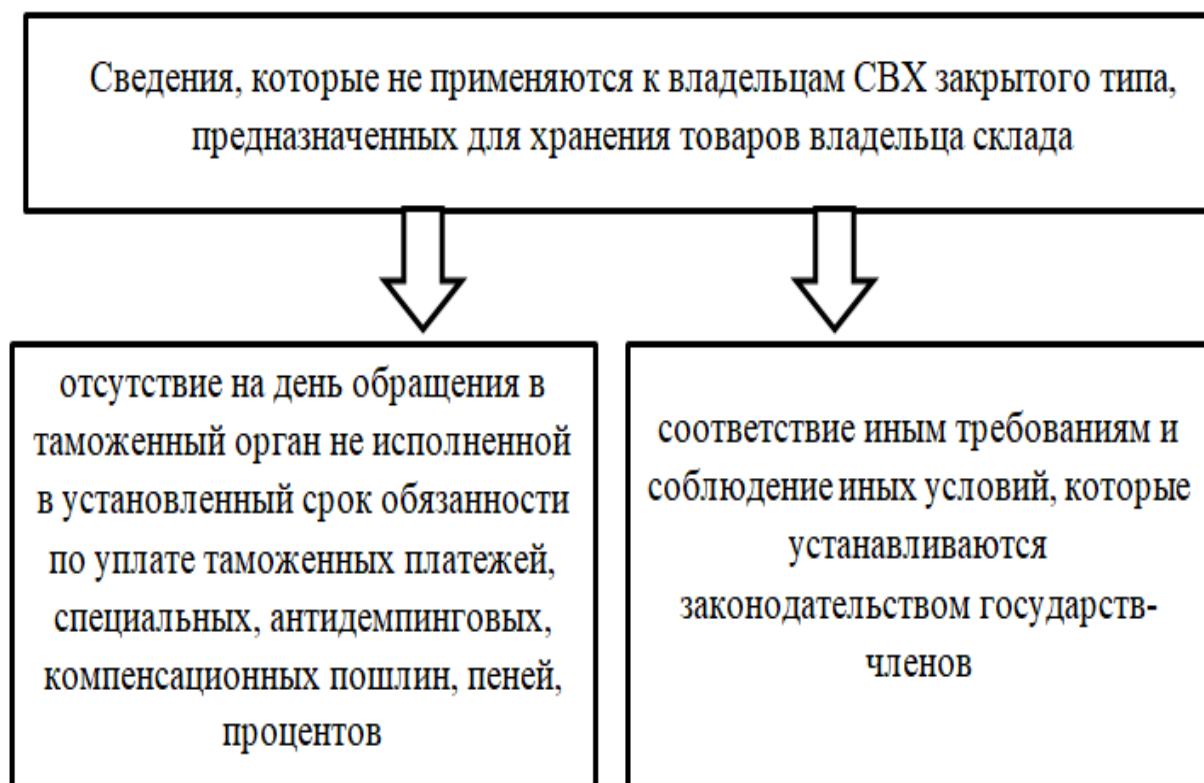 Сведения, которые не применяются к владельцам СВХ закрытого типа,
предназначенных для хранения товаров владельца склада
отсутствие на день обращения в
таможенный орган не исполненной
в установленный срок обязанности
по уплате таможенных платежей,
специальных, антидемпинговых,
компенсационных пошлин, пеней,
процентов
соответствие иным требованиям и
соблюдение иных условий, которые
устанавливаются
законодательством государств-
членов